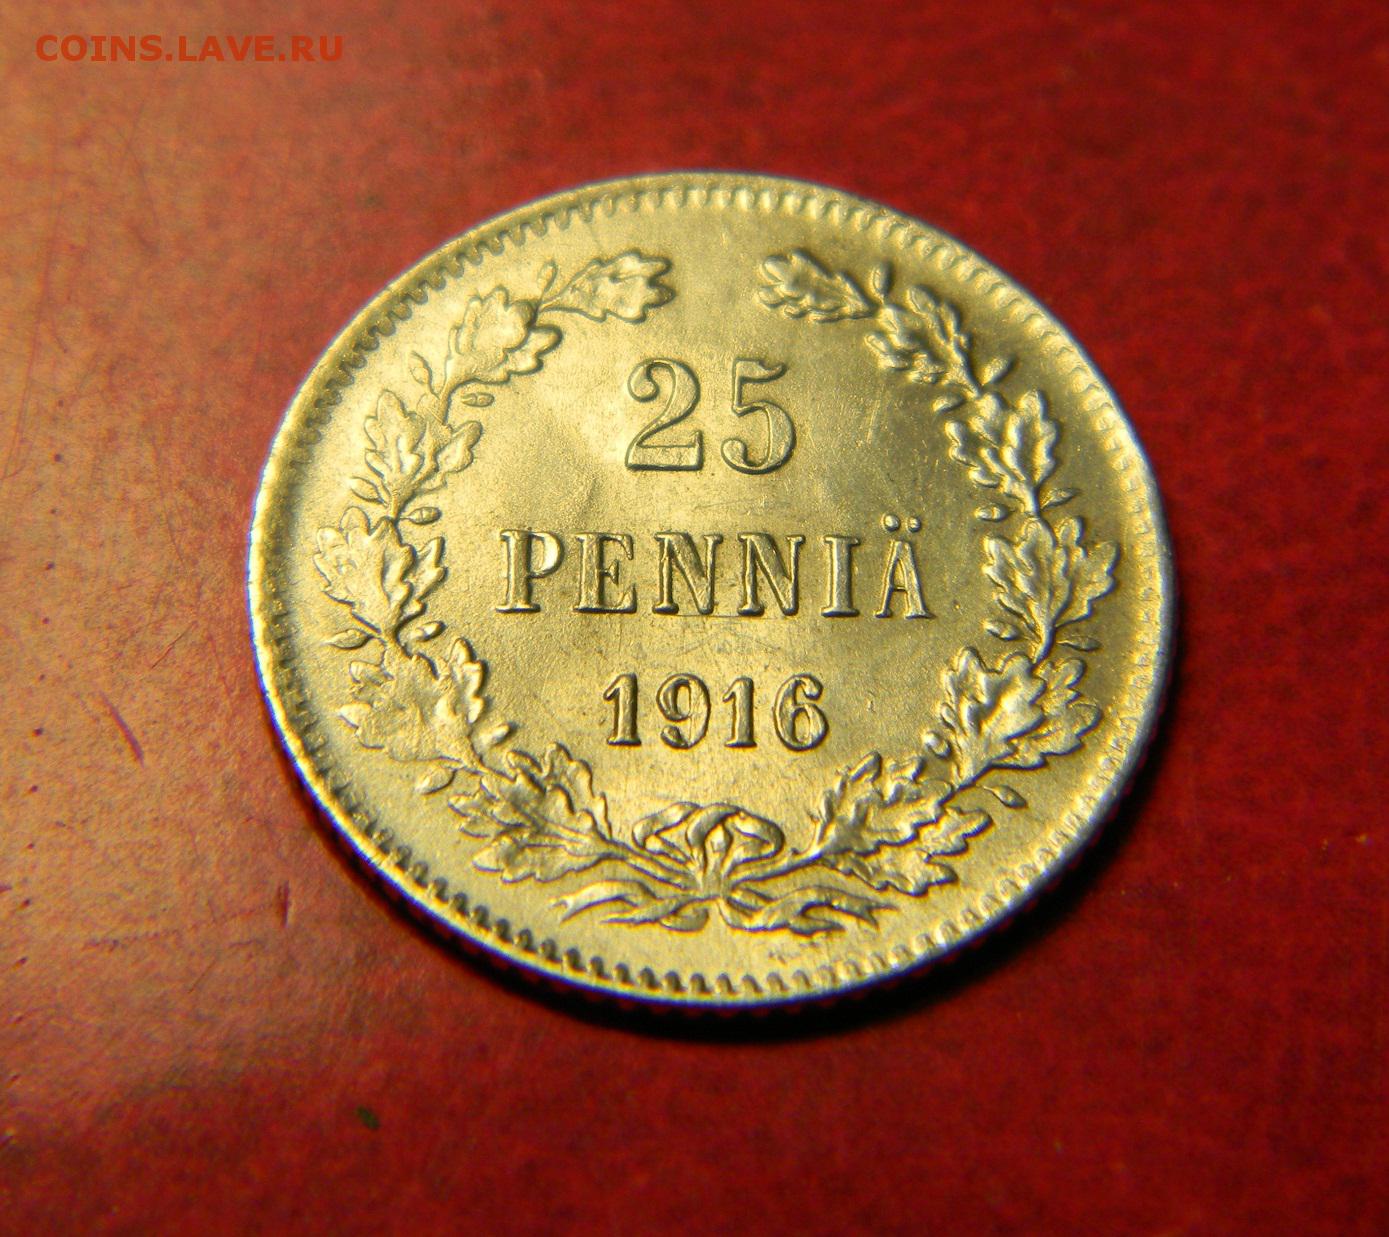 COINS.LAVE.RU
25
PENNIÄ
1916